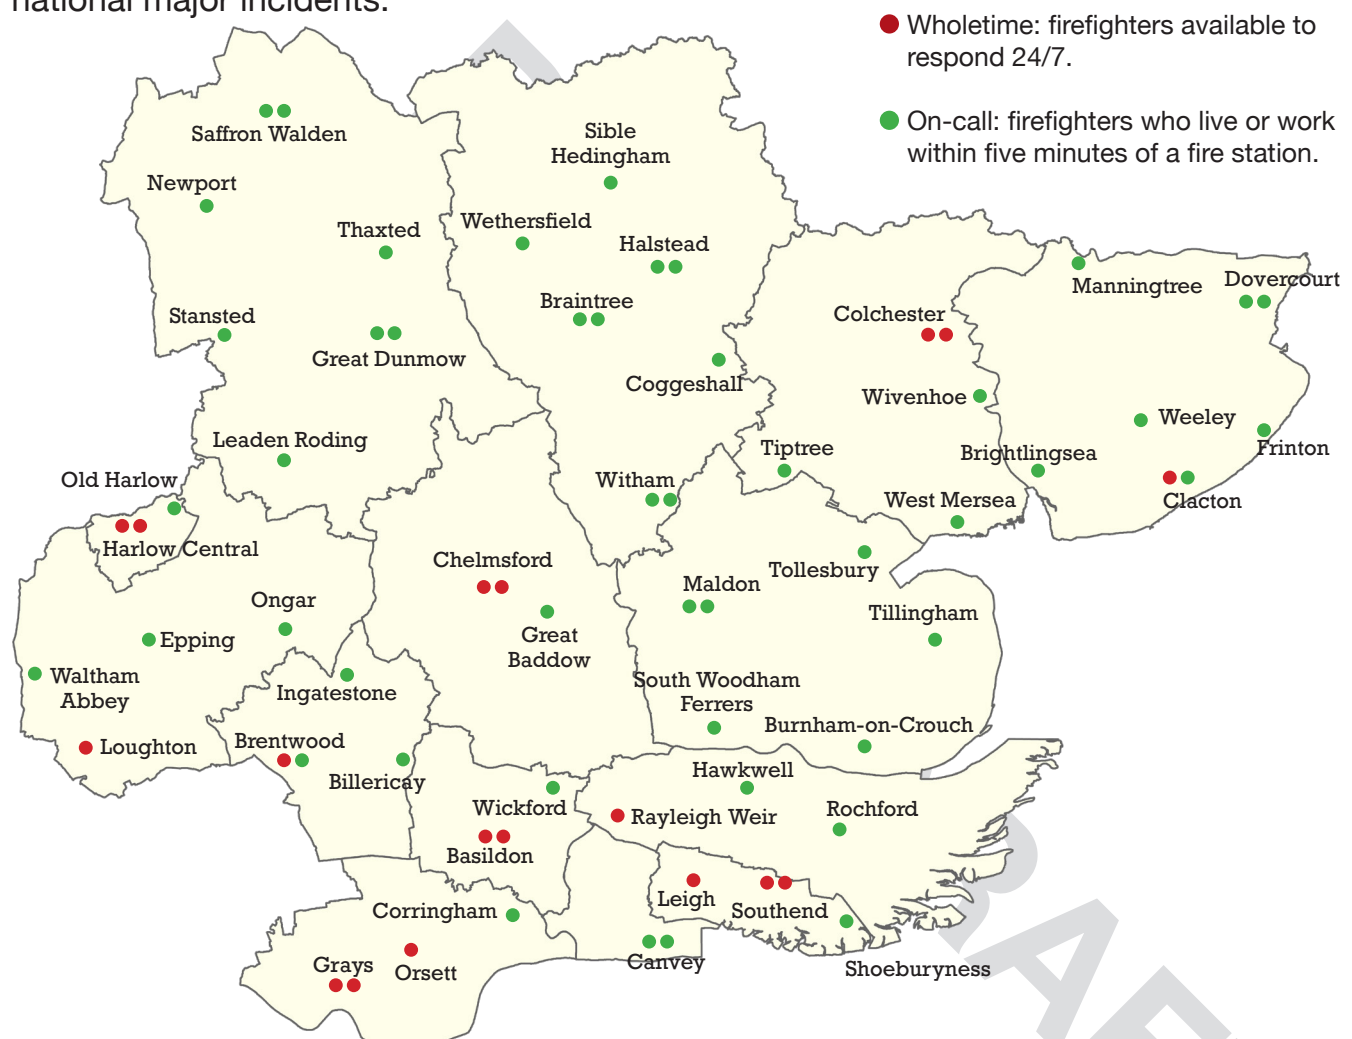 national major incidents.
Wholetime: firefighters available to
respond 24/7.
On-call: firefighters who live or work
within five minutes of a fire station.
Saffron Walden
Sible
Hedingham
Newport
Wethersfield
Thaxted
Halstead
Manningtree
Dovercourt
Braintree
Colchester
Stansted
Great Dunmow
Coggeshall
Wivenhoe
Weeley
Leaden Roding
Tiptree
Brightlingsea
Frinton
Old Harlow
Witham
West Mersea
Clacton
Harlow Central
Chelmsford
Tollesbury
Maldon
Ongar
Tillingham
Epping
Great
Baddow
Waltham
Abbey
Ingatestone
South Woodham
Ferrers
Burnham-on-Crouch
Loughton
Brentwood
Billericay
Hawkwell
Wickford
Rayleigh Weir
Rochford
Basildon
Leigh
Southend
Corringham
Canvey
Shoeburyness
Grays
Orsett